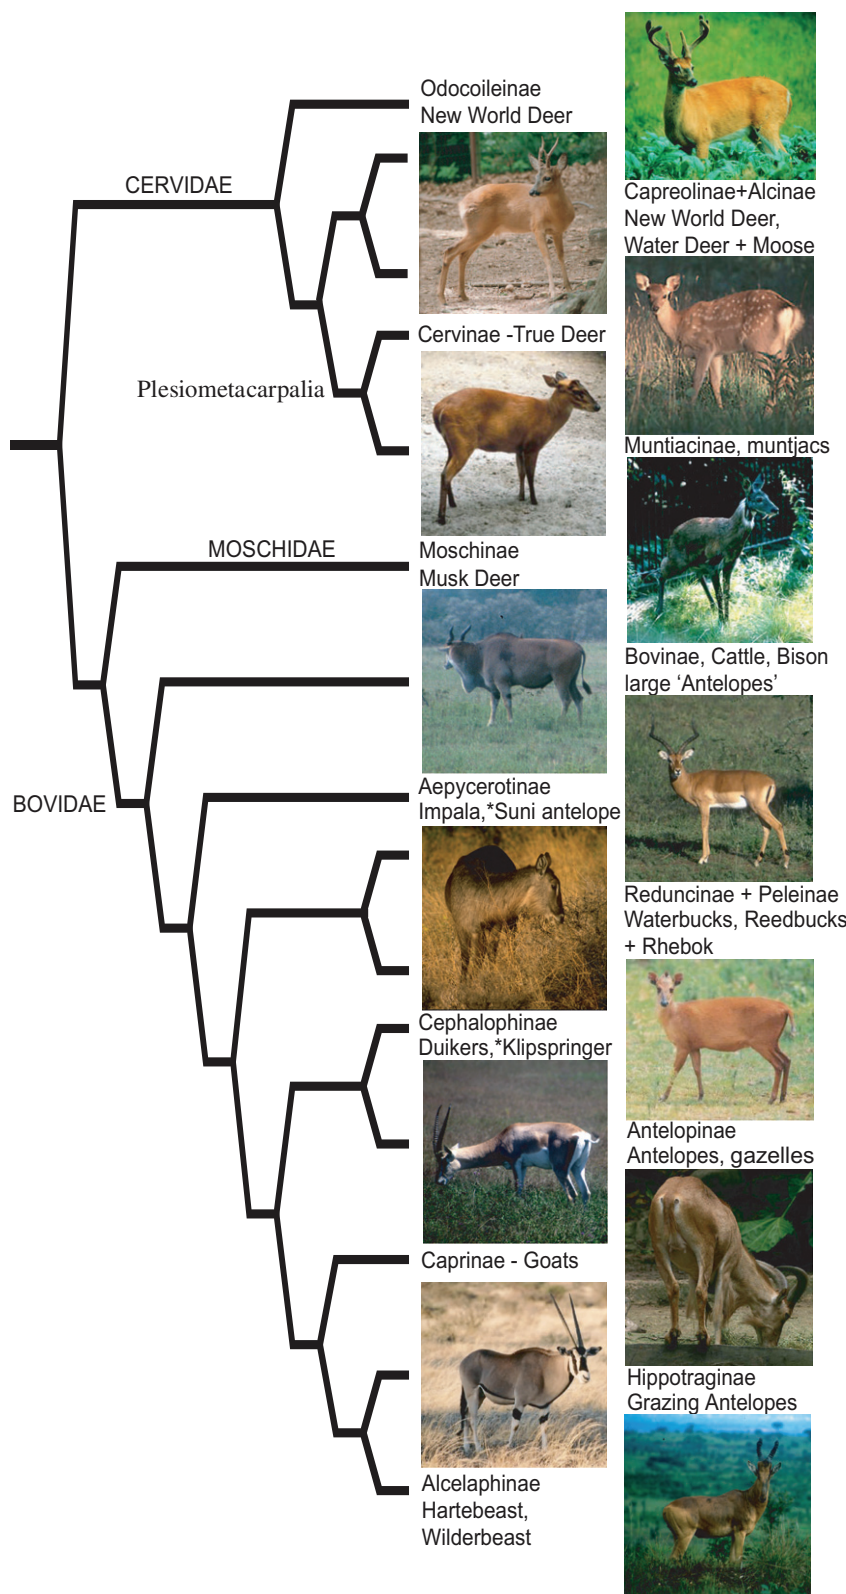 Odocoileinae
New World Deer
CERVIDAE
Capreolinae+Alcinae
New World Deer,
Water Deer + Moose
Cervinae -True Deer
Plesiometacarpalia
Muntiacinae, muntjacs
MOSCHIDAE
Moschinae
Musk Deer
Bovinae, Cattle, Bison
large ‘Antelopes’
BOVIDAE
Aepycerotinae
Impala,*Suni antelope
Reduncinae + Peleinae
Waterbucks, Reedbucks
+ Rhebok
Cephalophinae
Duikers,*Klipspringer
Antelopinae
Antelopes, gazelles
Caprinae - Goats
Hippotraginae
Grazing Antelopes
Alcelaphinae
Hartebeast,
Wilderbeast